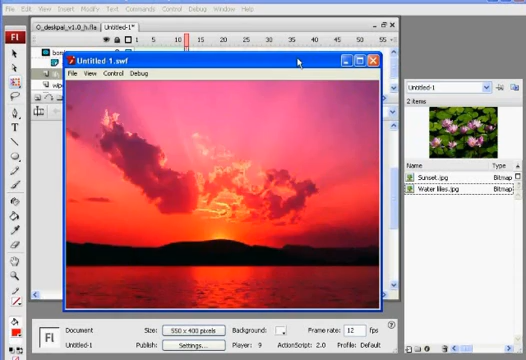 File Edit View Insert Modify Text Commands Control Debug Window Help
Fl
O_deskpai_v1.0_h.fla Untitled-1*
5 10 15 20 25 30 35 40 45 50 55
Untitled-1.swf
File View Control Debug
Untitled-1
2 items
Name Type
Sunset.jpg Bitmap
Water lilies.jpg Bitmap
Fl
Document
Untitled-1
Size: 550 x 400 pixels Background: Frame rate: 12 fps
Publish: Settings... Player: 9 ActionScript: 2.0 Profile: Default